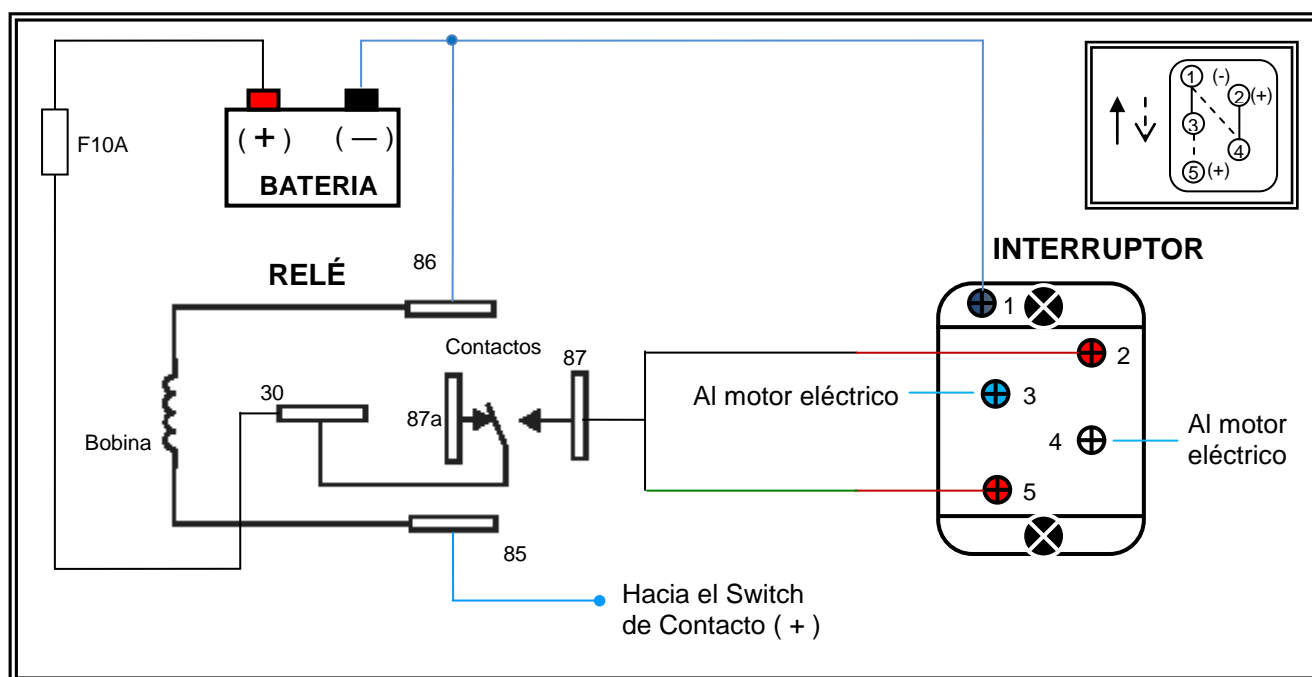 F10A
( + )
( — )
BATERIA
1
(-)
2
(+)
3
4
5
(+)
RELÉ
86
INTERRUPTOR
1
Contactos
87
2
30
87a
Al motor eléctrico
3
Bobina
4
Al motor
eléctrico
5
85
Hacia el Switch
de Contacto ( + )